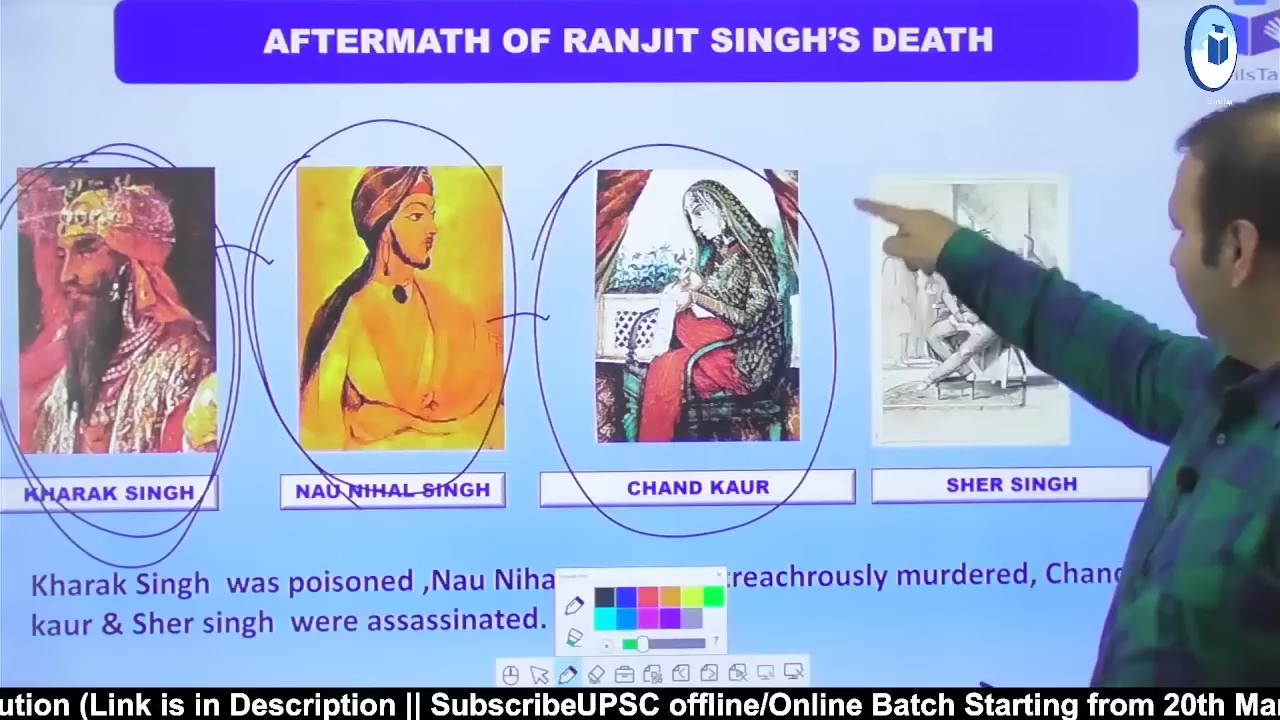 AFTERMATH OF RANJIT SINGH'S DEATH
ilsTa
KHARAK SINGH
NAU NIHAL SINGH
CHAND KAUR
SHER SINGH
Kharak Singh was poisoned ,Nau Niha treachrously murdered, Chand
kaur & Sher singh were assassinated.
?
ution (Link is in Description || SubscribeUPSC offline/Online Batch Starting from 20th Ma